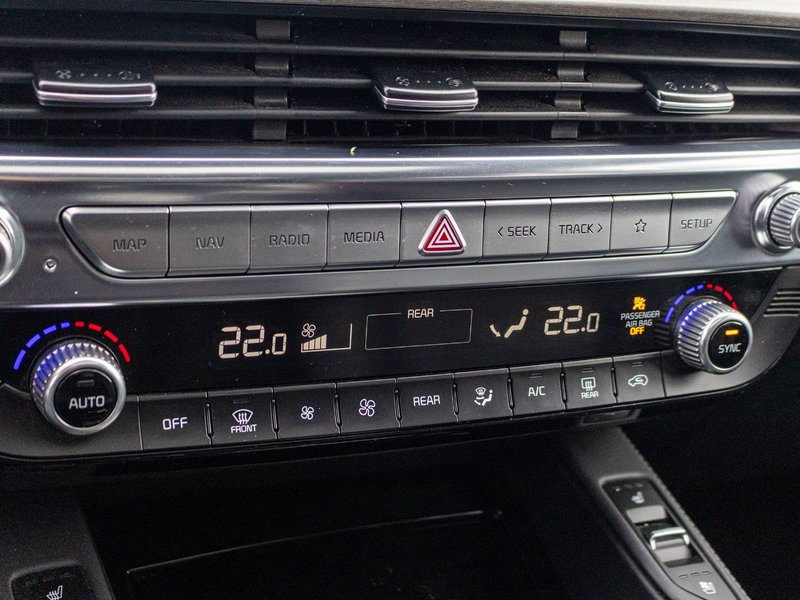 MAP NAV RADIO MEDIA < SEEK TRACK > SETUP
22.0 REAR 22.0
PASSENGER
AIR BAG
OFF
AUTO SYNC
OFF FRONT REAR A/C REAR